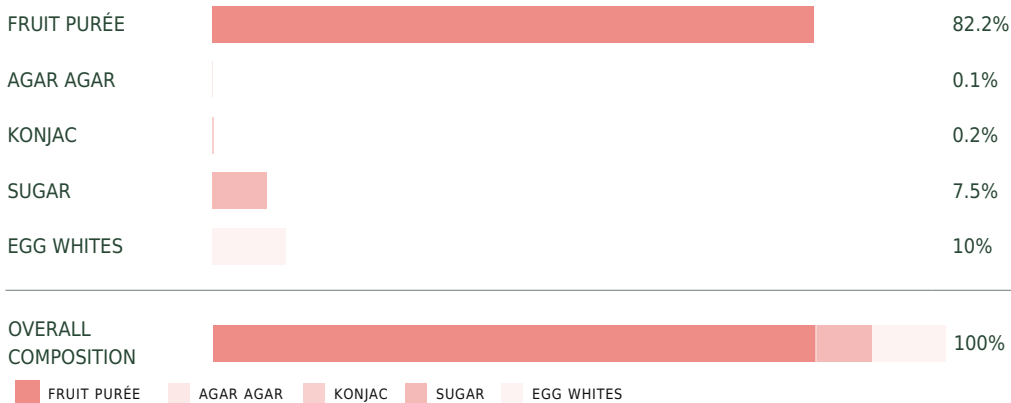 FRUIT PURÉE 82.2%
AGAR AGAR 0.1%
KONJAC 0.2%
SUGAR 7.5%
EGG WHITES 10%
OVERALL
COMPOSITION 100%
FRUIT PURÉE AGAR AGAR KONJAC SUGAR EGG WHITES